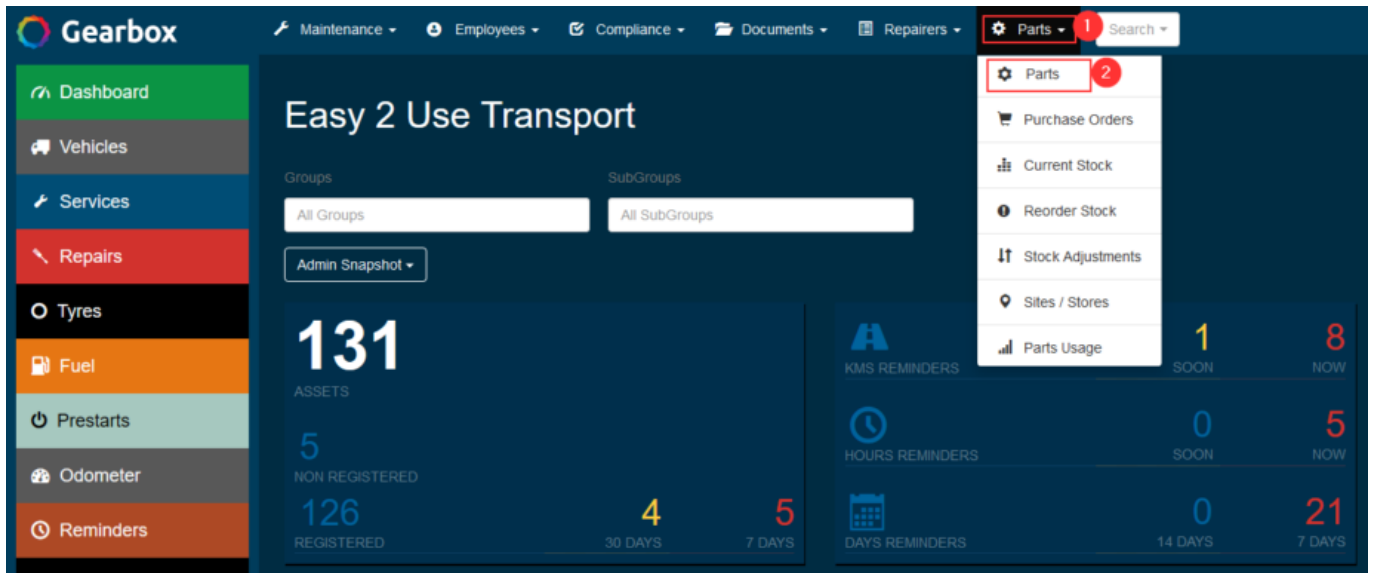 Gearbox
Maintenance
Employees
Compliance
Documents
Repairers
Parts
1
Search
Dashboard
Vehicles
Services
Repairs
Tyres
Fuel
Prestarts
Odometer
Reminders
Parts
2
Purchase Orders
Current Stock
Reorder Stock
Stock Adjustments
Sites / Stores
Parts Usage
Easy 2 Use Transport
Groups
SubGroups
All Groups
All SubGroups
Admin Snapshot
131
ASSETS
5
NON REGISTERED
126
REGISTERED
4
30 DAYS
5
7 DAYS
KMS REMINDERS
1
SOON
8
NOW
HOURS REMINDERS
0
SOON
5
NOW
DAYS REMINDERS
0
14 DAYS
21
7 DAYS